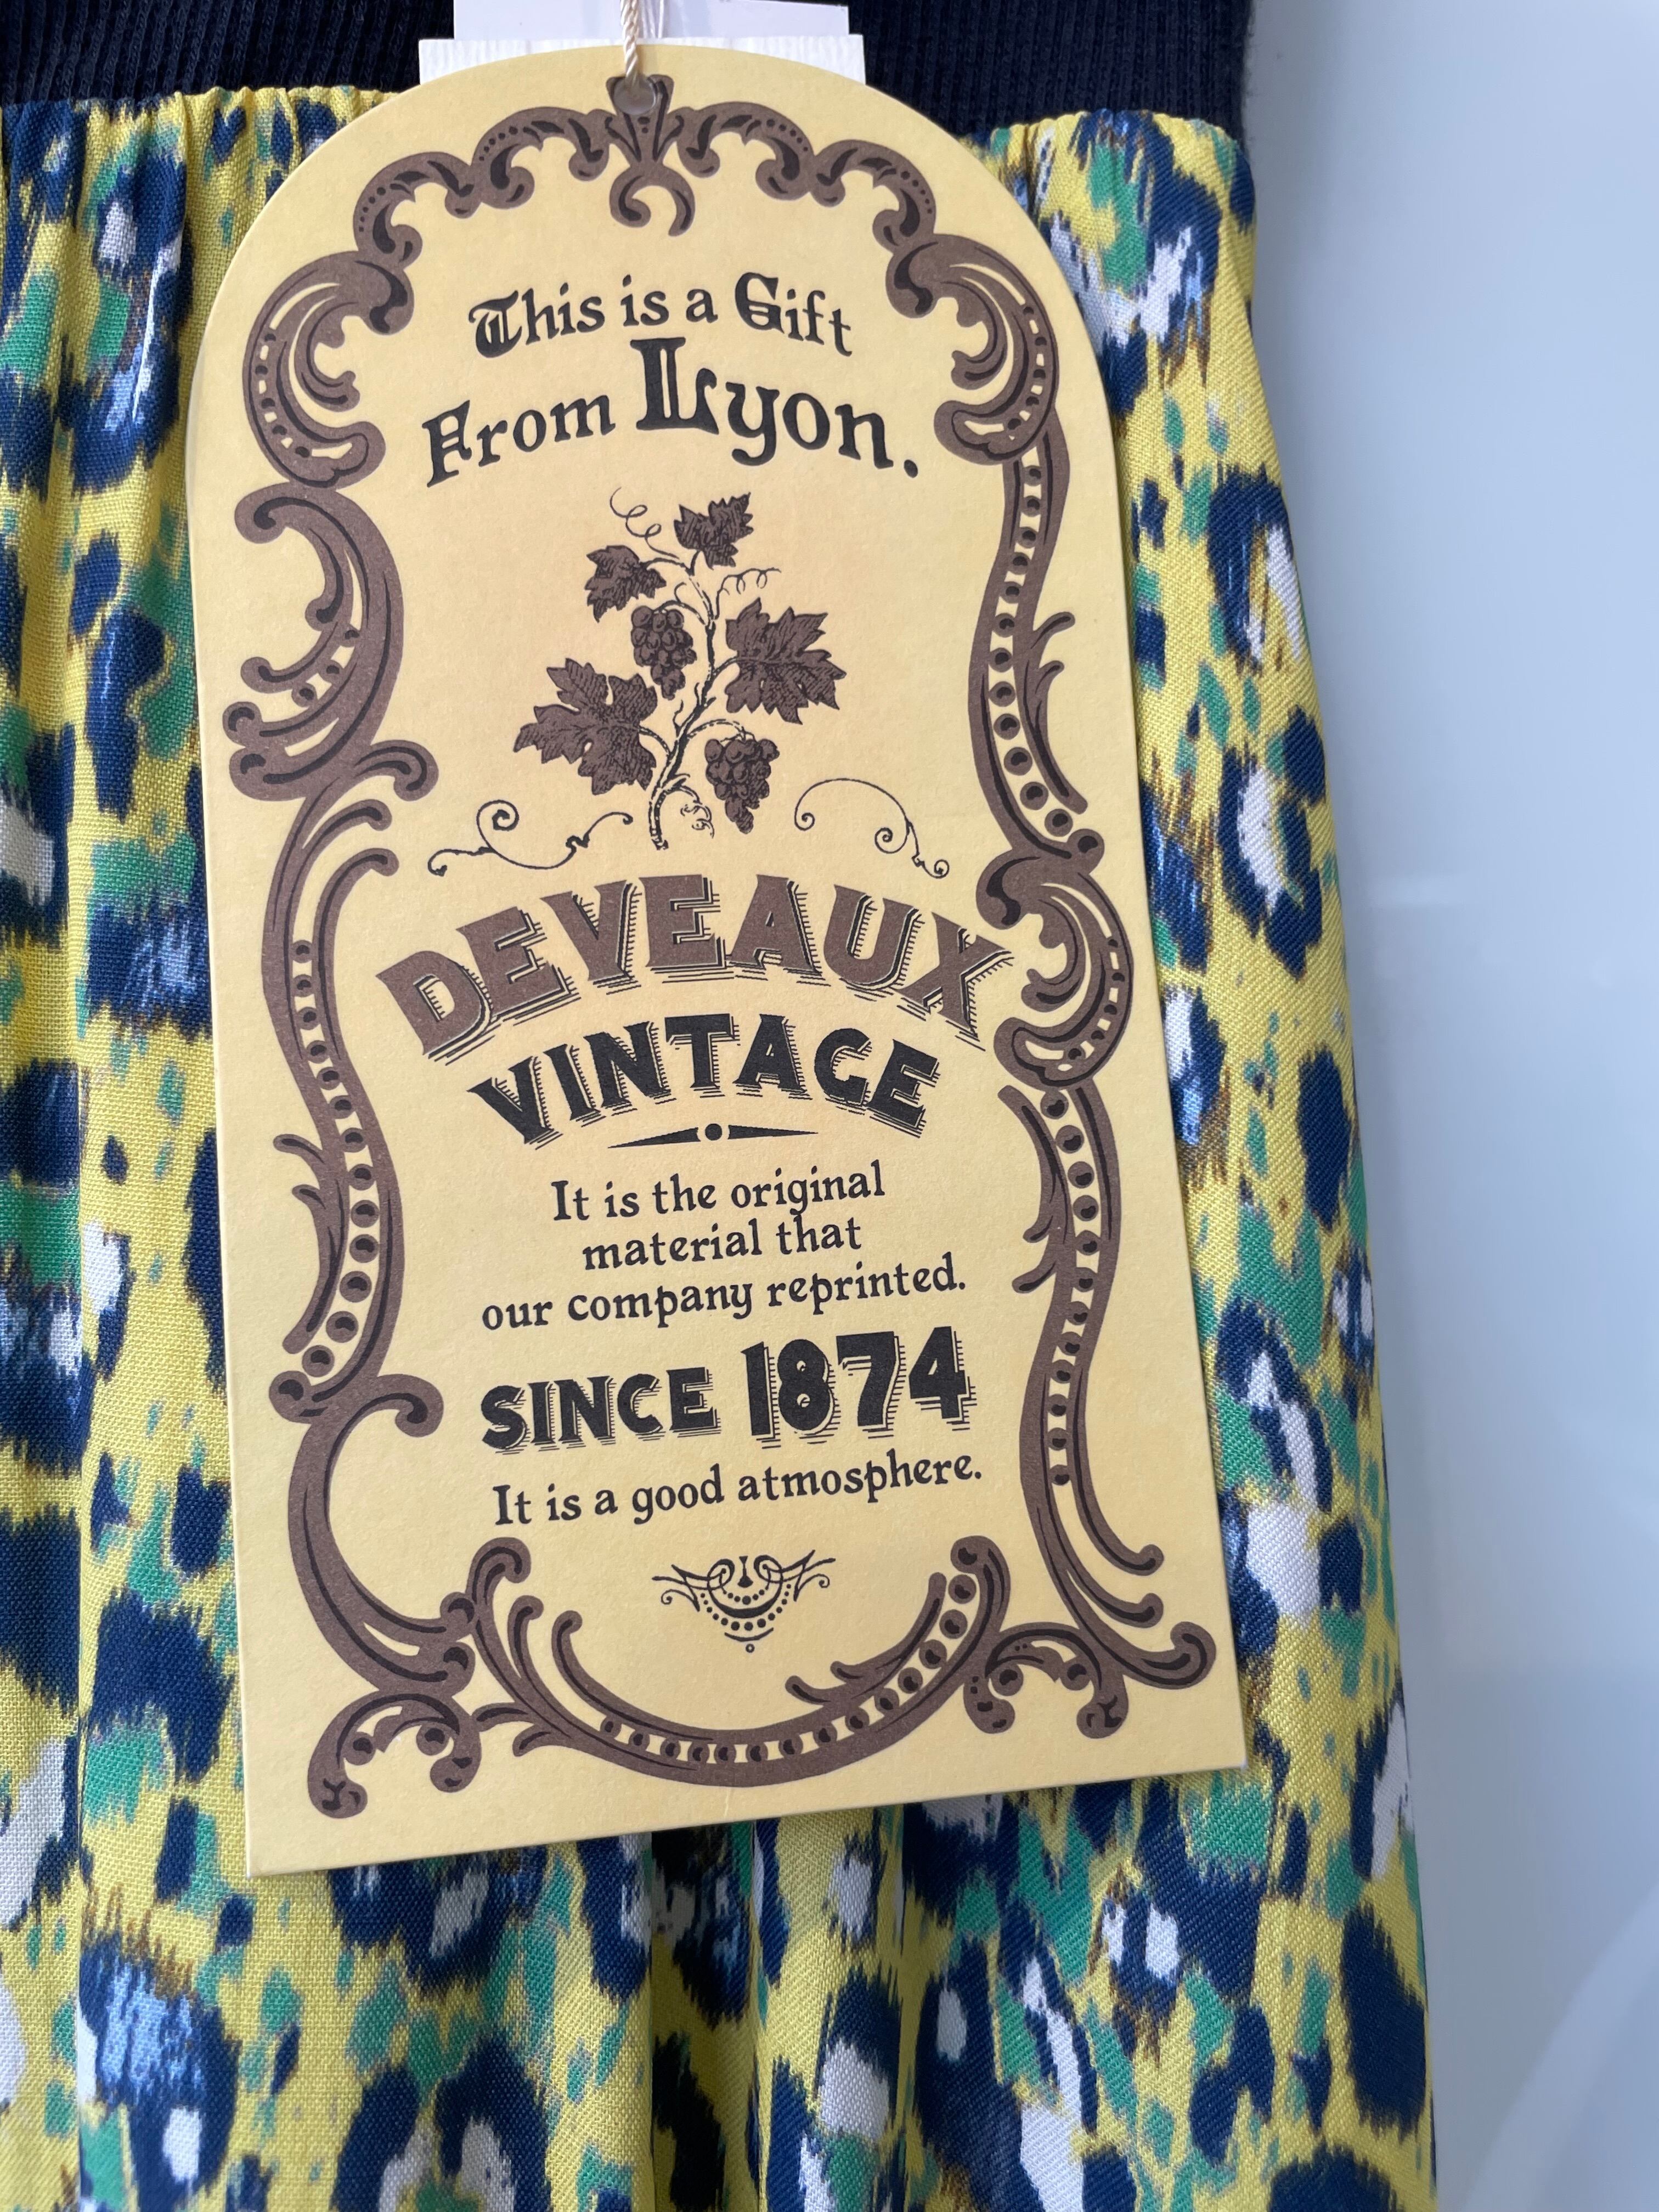 This is a Gift
From Lyon.
DEVEAUX
VINTAGE
It is the original
material that
our company reprinted.
SINCE 1874
It is a good atmosphere.